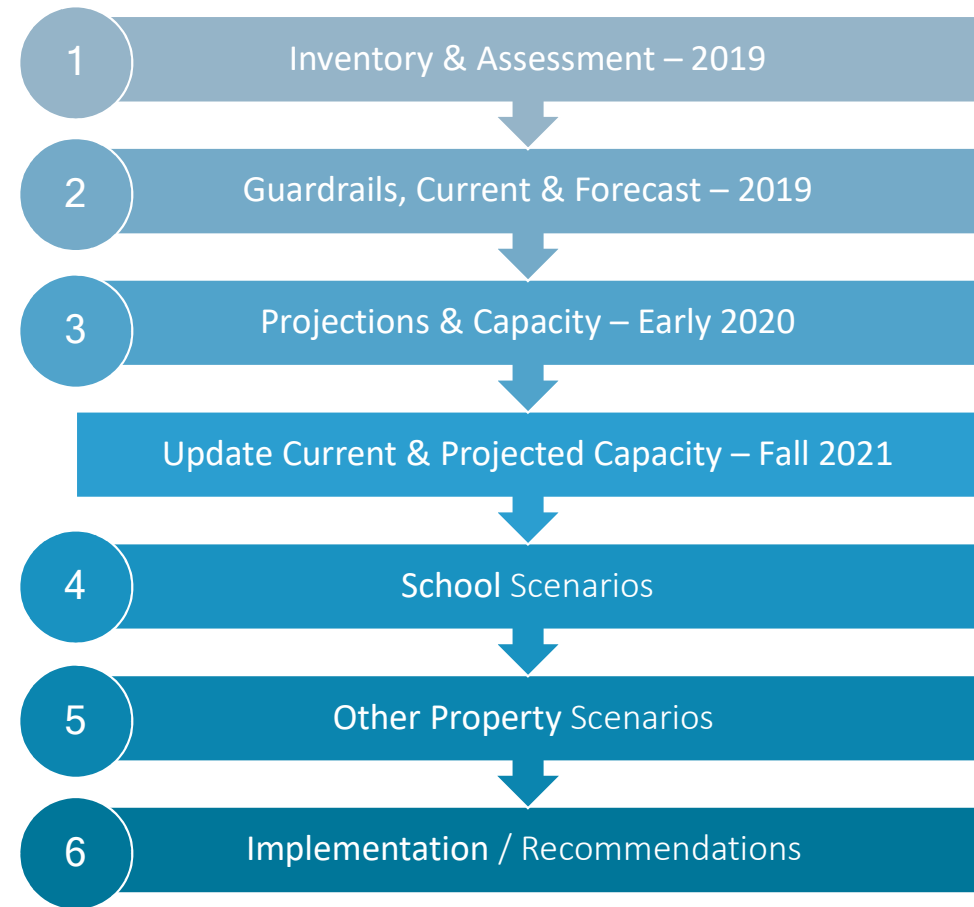 1
Inventory & Assessment – 2019
2
Guardrails, Current & Forecast – 2019
3
Projections & Capacity – Early 2020
Update Current & Projected Capacity – Fall 2021
4
School Scenarios
5
Other Property Scenarios
6
Implementation / Recommendations